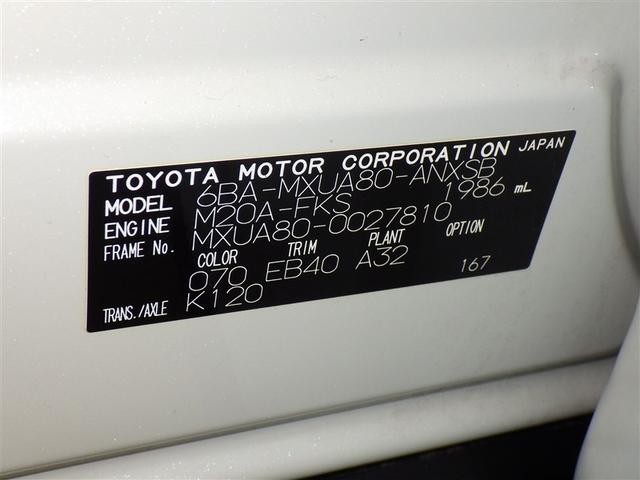 TOYOTA MOTOR CORPORATION JAPAN
MODEL 6BA-MXUA80-ANXSB
ENGINE M20A-FKS 1986 mL
FRAME No. MXUA80-0027810
COLOR TRIM PLANT OPTION
070 EB40 A32 167
TRANS./AXLE K120